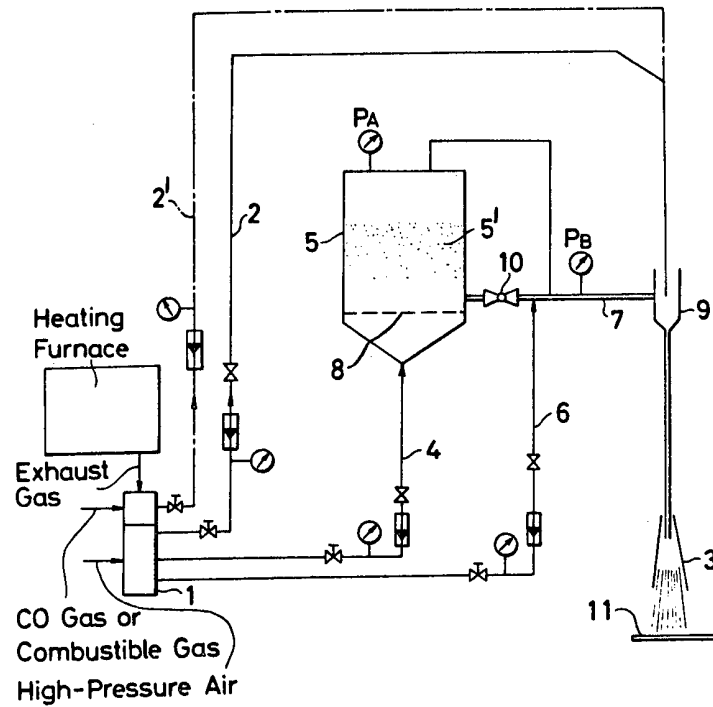 PA
2'
2
5
5'
10
PB
7
9
8
Heating
Furnace
6
4
Exhaust
Gas
3
1
11
CO Gas or
Combustible Gas
High-Pressure Air